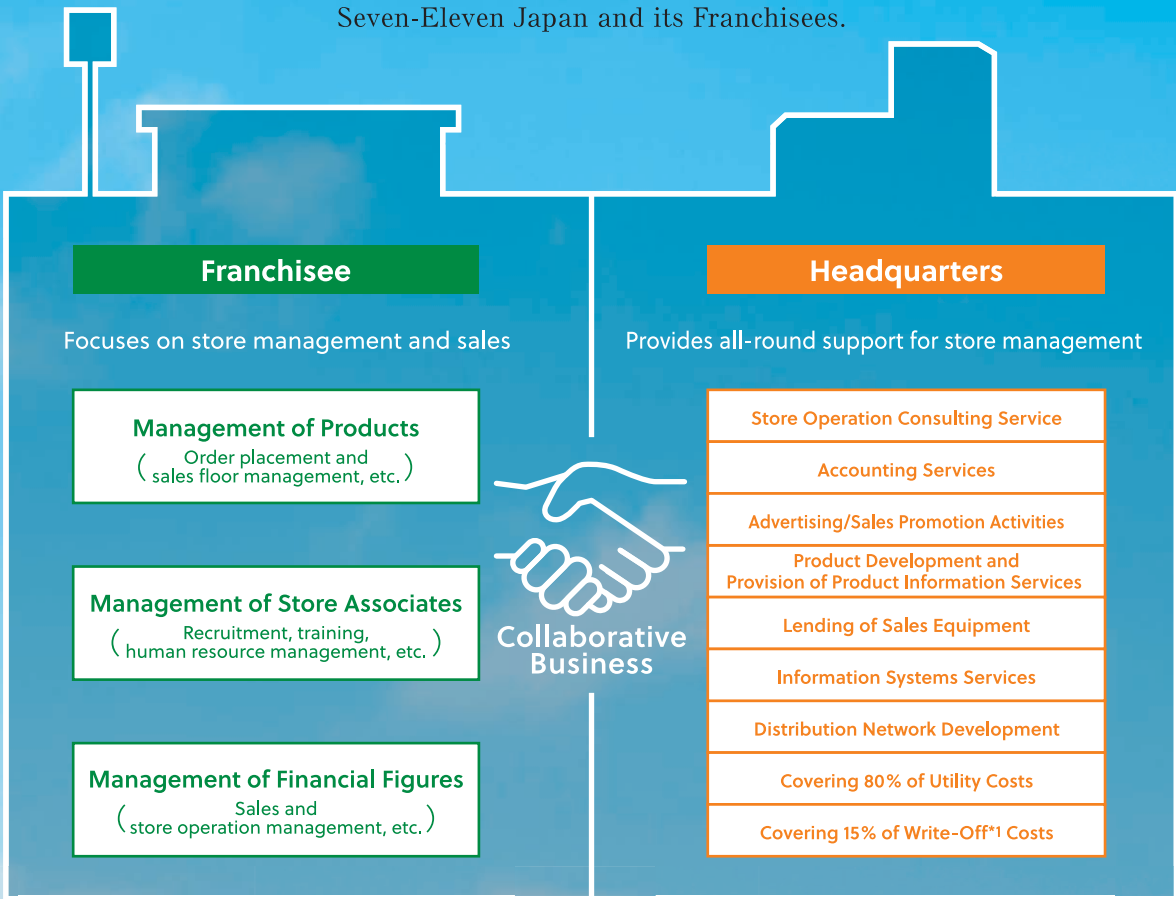 Seven-Eleven Japan and its Franchisees.
Franchisee
Focuses on store management and sales
Management of Products
( Order placement and
sales floor management, etc. )
Management of Store Associates
( Recruitment, training,
human resource management, etc. )
Management of Financial Figures
( Sales and
store operation management, etc. )
Collaborative
Business
Headquarters
Provides all-round support for store management
Store Operation Consulting Service
Accounting Services
Advertising/Sales Promotion Activities
Product Development and
Provision of Product Information Services
Lending of Sales Equipment
Information Systems Services
Distribution Network Development
Covering 80% of Utility Costs
Covering 15% of Write-Off*1 Costs